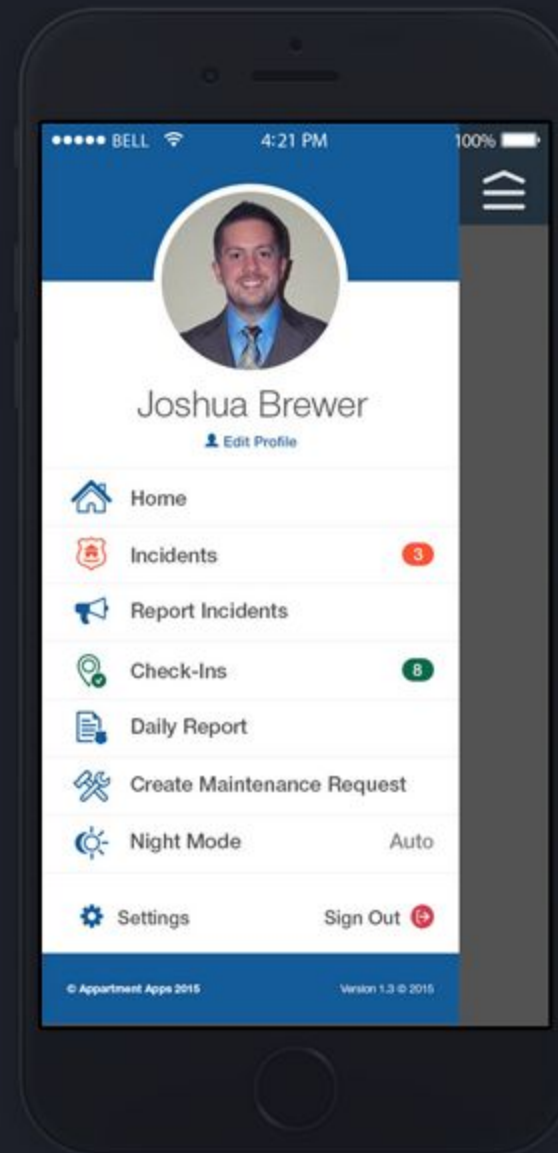 BELL 4:21 PM 100%
Joshua Brewer
Edit Profile
Home
Incidents 3
Report Incidents
Check-Ins 8
Daily Report
Create Maintenance Request
Night Mode Auto
Settings Sign Out
© Appartment Apps 2015 Version 1.3 © 2015